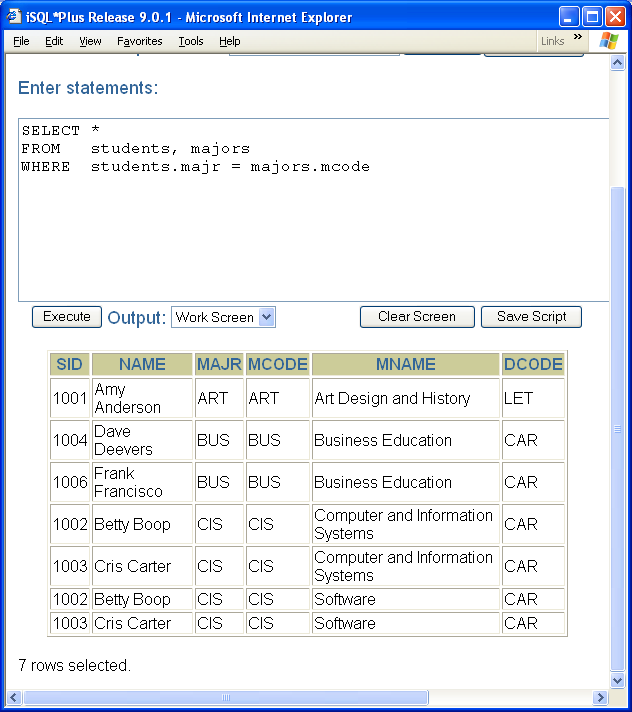 iSQL*Plus Release 9.0.1 - Microsoft Internet Explorer
File Edit View Favorites Tools Help Links »
Enter statements:
SELECT *
FROM students, majors
WHERE students.majr = majors.mcode
Execute Output: Work Screen Clear Screen Save Script
SID NAME MAJR MCODE MNAME DCODE
1001 Amy Anderson ART ART Art Design and History LET
1004 Dave Deevers BUS BUS Business Education CAR
1006 Frank Francisco BUS BUS Business Education CAR
1002 Betty Boop CIS CIS Computer and Information Systems CAR
1003 Cris Carter CIS CIS Computer and Information Systems CAR
1002 Betty Boop CIS CIS Software CAR
1003 Cris Carter CIS CIS Software CAR
7 rows selected.